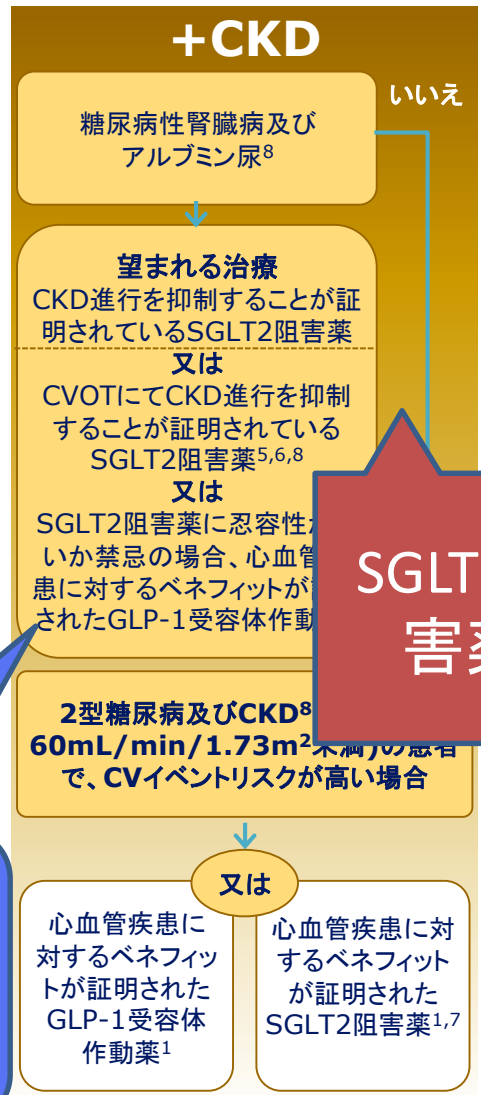 +CKD
いいえ
糖尿病性腎臓病及び
アルブミン尿8
望まれる治療
CKD進行を抑制することが証
明されているSGLT2阻害薬
又は
CVOTにてCKD進行を抑制
することが証明されている
SGLT2阻害薬5,6,8
又は
SGLT2阻害薬に忍容性が
いか禁忌の場合、心血管
患に対するベネフィットが
されたGLP-1受容体作動
SGLT
害薬
2型糖尿病及びCKD8
60mL/min/1.73m2未満)の患者
で、CVイベントリスクが高い場合
又は
心血管疾患に
対するベネフィッ
トが証明された
GLP-1受容体
作動薬1
心血管疾患に対
するベネフィット
が証明された
SGLT2阻害薬1,7